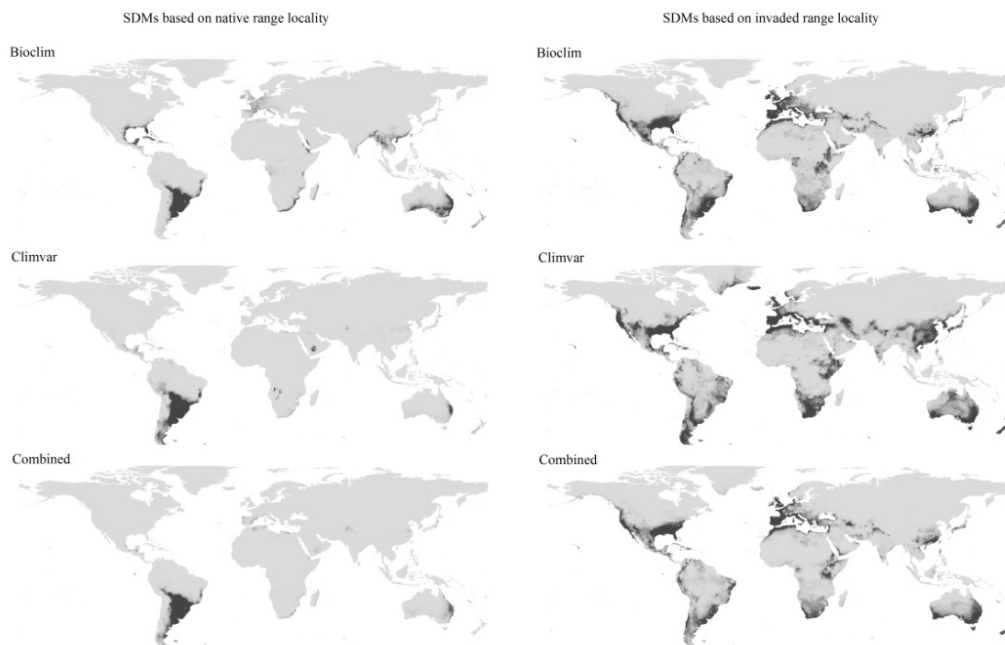 SDMs based on native range locality
SDMs based on invaded range locality
Bioclim
Bioclim
Climvar
Climvar
Combined
Combined